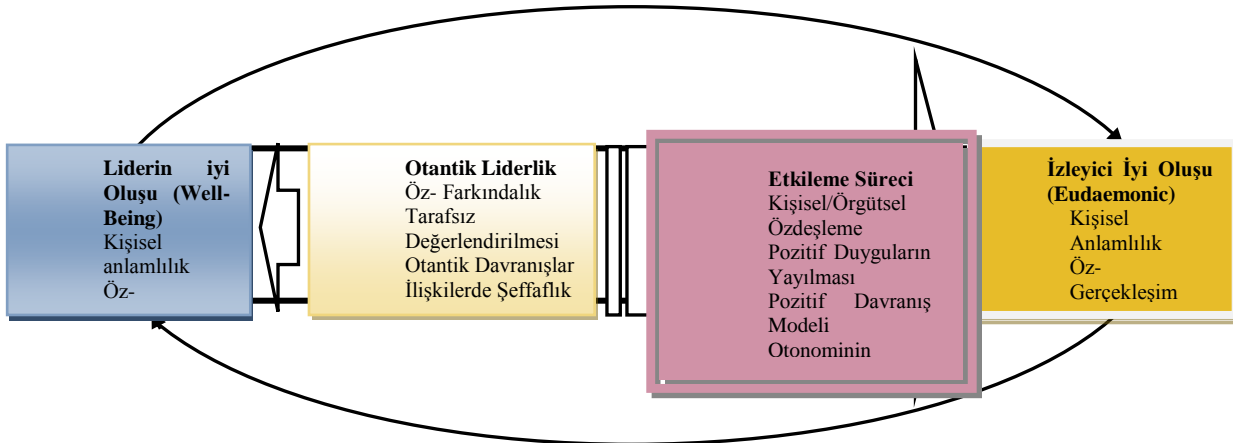 Liderin iyi
Oluşu (Well-
Being)
Kişisel
anlamlılık
Öz-
Otantik Liderlik
Öz- Farkındalık
Tarafsız
Değerlendirilmesi
Otantik Davranışlar
İlişkilerde Şeffaflık
Etkileme Süreci
Kişisel/Örgütsel
Özdeşleme
Pozitif Duyguların
Yayılması
Pozitif Davranış
Modeli
Otonominin
İzleyici İyi Oluşu
(Eudaemonic)
Kişisel
Anlamlılık
Öz-
Gerçekleşim